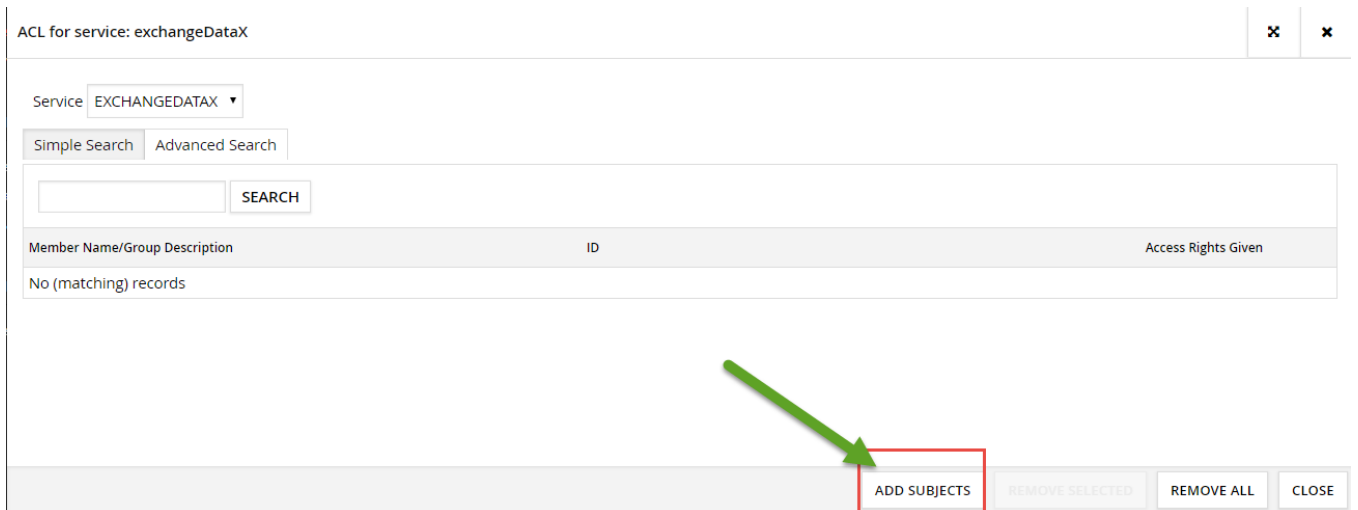 ACL for service: exchangeDataX
Service EXCHANGEDATAX
Simple Search Advanced Search
SEARCH
Member Name/Group Description ID Access Rights Given
No (matching) records
ADD SUBJECTS REMOVE SELECTED REMOVE ALL CLOSE